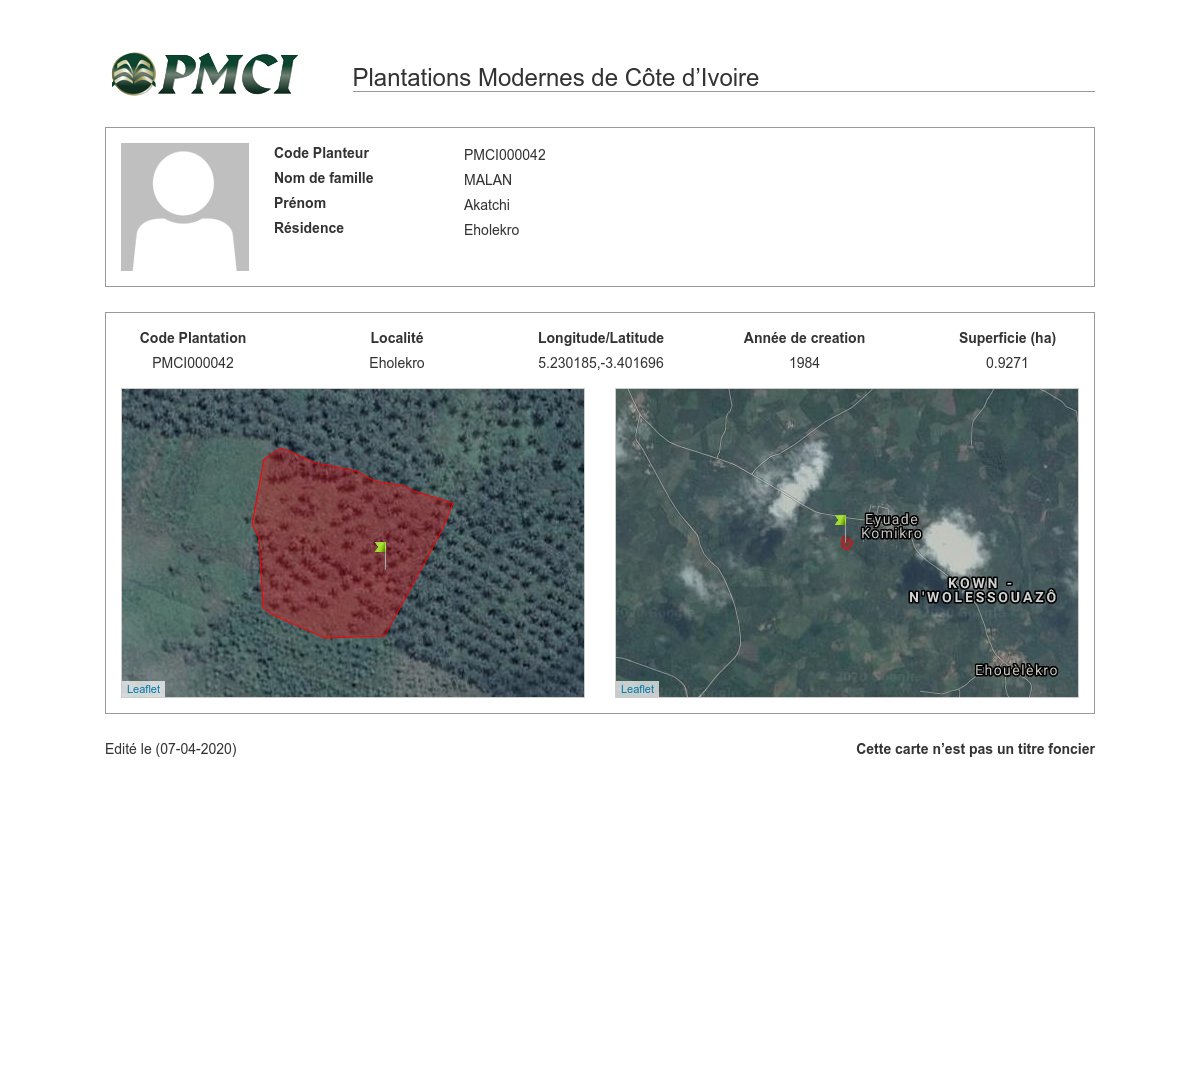 PMCI
Plantations Modernes de Côte d’Ivoire
Code Planteur PMCI000042
Nom de famille MALAN
Prénom Akatchi
Résidence Eholekro
Code Plantation Localité Longitude/Latitude Année de creation Superficie (ha)
PMCI000042 Eholekro 5.230185,-3.401696 1984 0.9271
Eyuade
Komikro
KOWN -
N'WOLESSOUAZÔ
Ehouèlèkro
Leaflet
Leaflet
Edité le (07-04-2020) Cette carte n’est pas un titre foncier